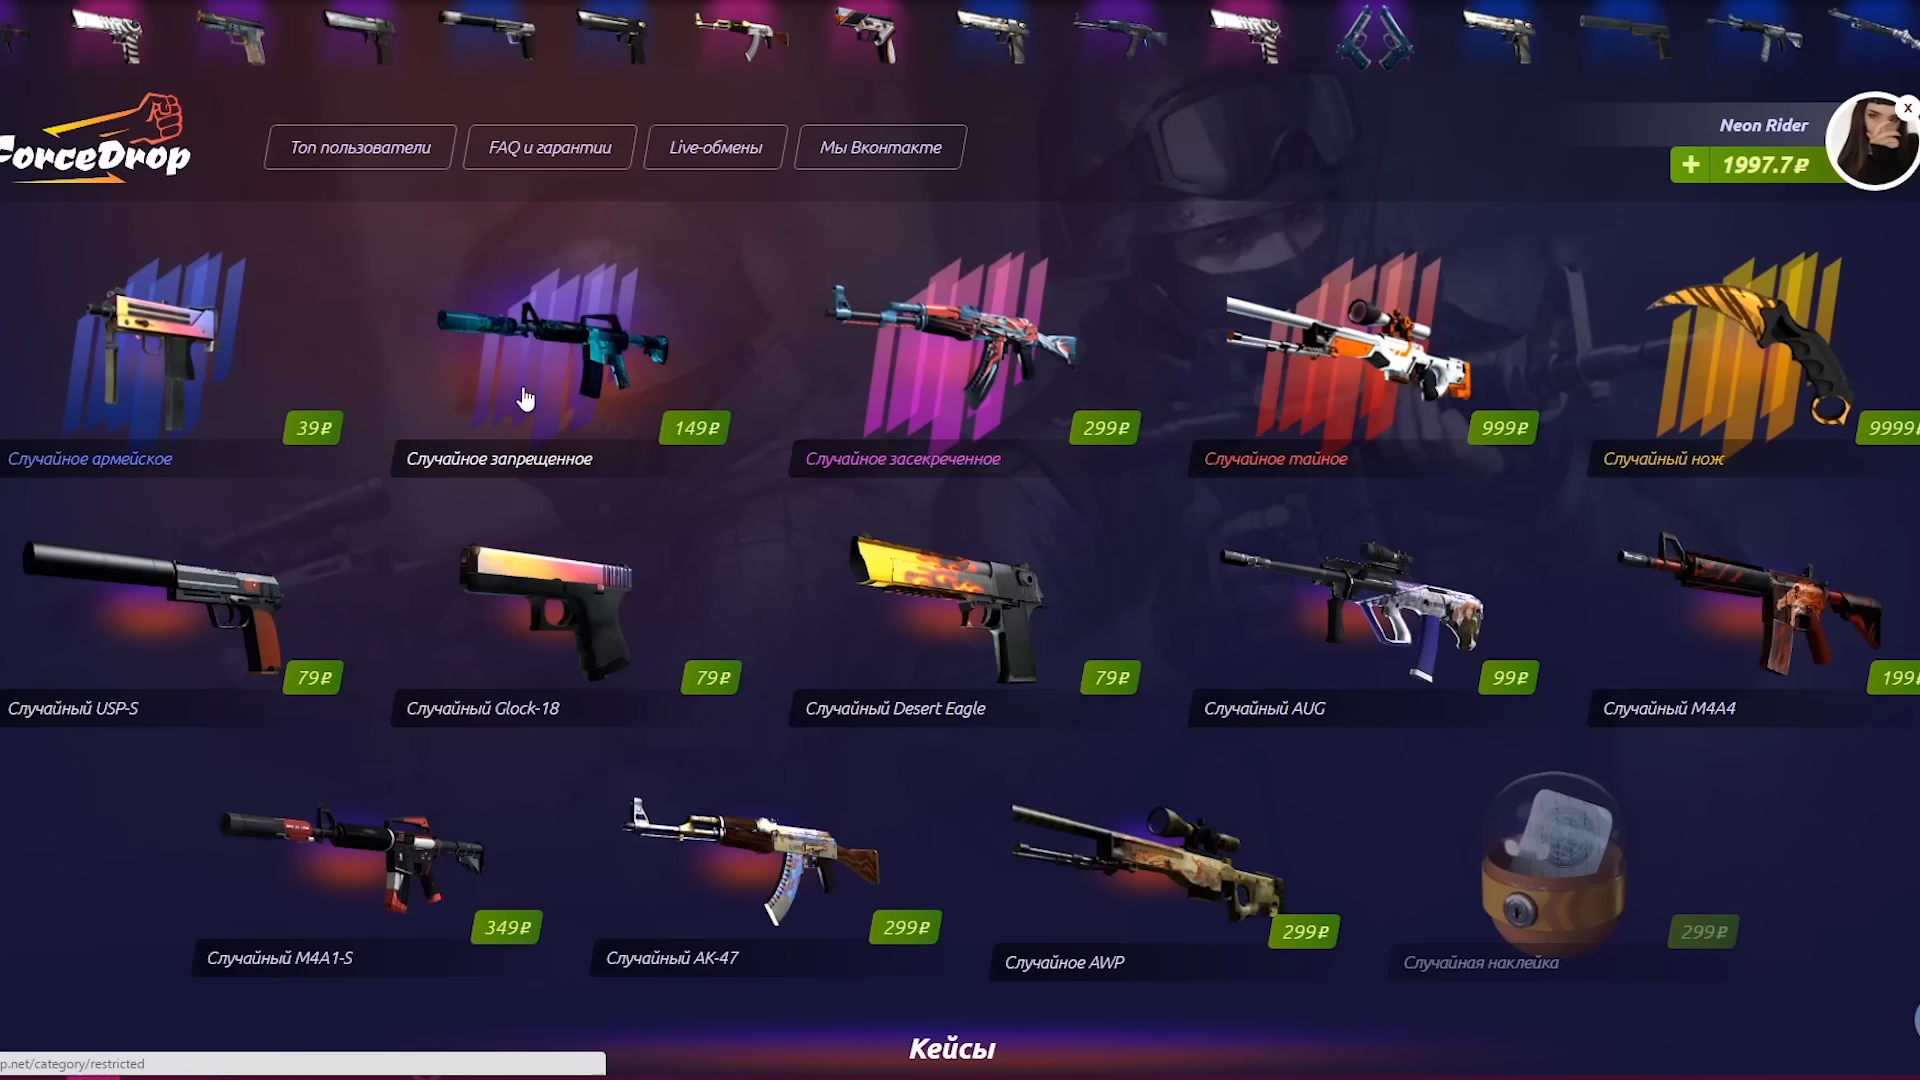 ForceDrop
Топ пользователи
FAQ и гарантии
Live-обмены
Мы Вконтакте
Neon Rider
x
+ 1997.7₽
39₽
149₽
299₽
999₽
9999₽
Случайное армейское
Случайное запрещенное
Случайное засекреченное
Случайное тайное
Случайный нож
79₽
79₽
79₽
99₽
199₽
Случайный USP-S
Случайный Glock-18
Случайный Desert Eagle
Случайный AUG
Случайный M4A4
349₽
299₽
299₽
299₽
Случайный M4A1-S
Случайный AK-47
Случайное AWP
Случайная наклейка
Кейсы
p.net/category/restricted